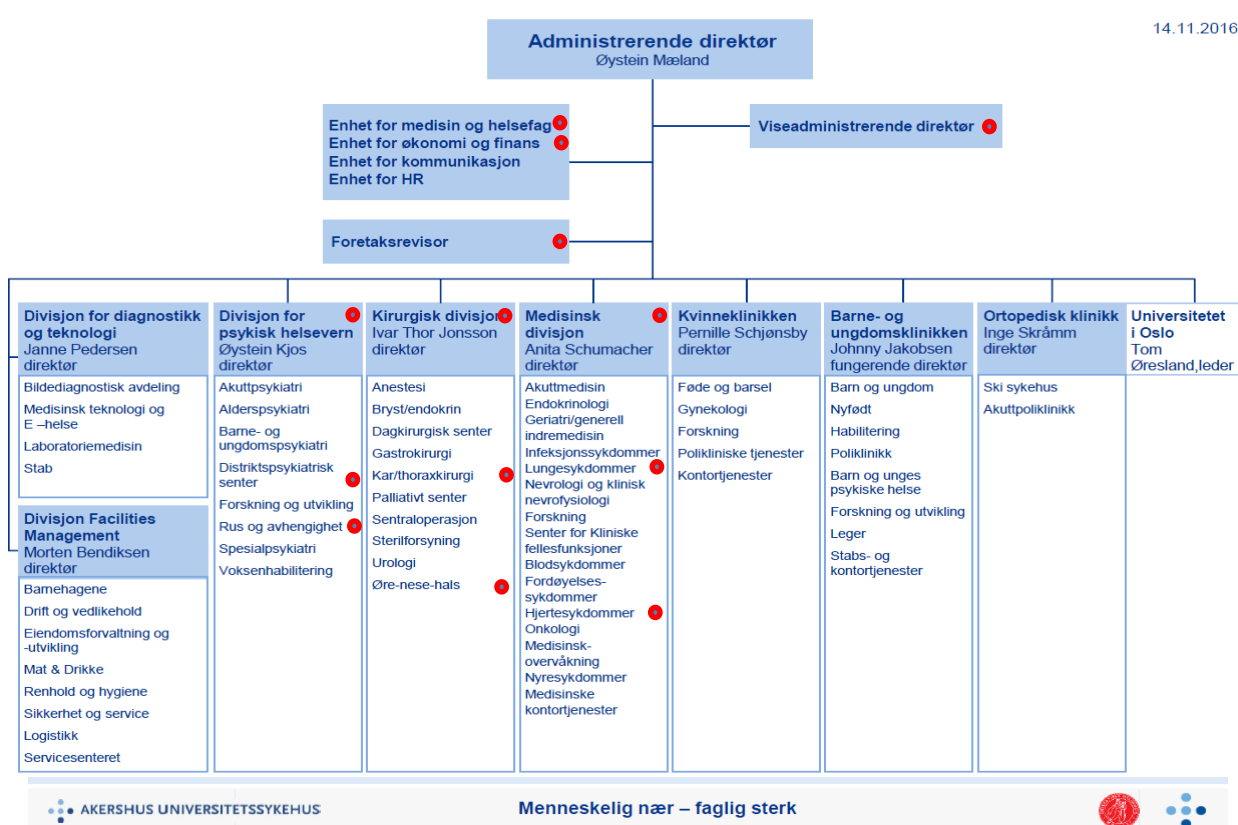 14.11.2016
Administrerende direktør
Øystein Mæland
Enhet for medisin og helsefag
Enhet for økonomi og finans
Enhet for kommunikasjon
Enhet for HR
Viseadministrerende direktør
Foretaksrevisor
Divisjon for diagnostikk
og teknologi
Janne Pedersen
direktør
Bildediagnostisk avdeling
Medisinsk teknologi og
E –helse
Laboratoriemedisin
Stab
Divisjon Facilities
Management
Morten Bendiksen
direktør
Barnehagene
Drift og vedlikehold
Eiendomsforvaltning og
-utvikling
Mat & Drikke
Renhold og hygiene
Sikkerhet og service
Logistikk
Servicesenteret
Divisjon for
psykisk helsevern
Øystein Kjos
direktør
Akuttpsykiatri
Alderspsykiatri
Barne- og
ungdomspsykiatri
Distriktspsykiatrisk
senter
Forskning og utvikling
Rus og avhengighet
Spesialpsykiatri
Voksenhabilitering
Kirurgisk divisjon
Ivar Thor Jonsson
direktør
Anestesi
Bryst/endokrin
Dagkirurgisk senter
Gastrokirurgi
Kar/thoraxkirurgi
Palliativt senter
Sentraloperasjon
Sterilforsyning
Urologi
Øre-nese-hals
Medisinsk
divisjon
Anita Schumacher
direktør
Akuttmedisin
Endokrinologi
Geriatri/generell
indremedisin
Infeksjonssykdommer
Lungesykdommer
Nevrologi og klinisk
nevrofysiologi
Forskning
Senter for Kliniske
fellesfunksjoner
Blodsykdommer
Fordøyelses-
sykdommer
Hjertesykdommer
Onkologi
Medisinsk-
overvåkning
Nyresykdommer
Medisinske
kontortjenester
Kvinneklinikken
Pernille Schjønsby
direktør
Føde og barsel
Gynekologi
Forskning
Polikliniske tjenester
Kontortjenester
Barne- og
ungdomsklinikken
Johnny Jakobsen
fungerende direktør
Barn og ungdom
Nyfødt
Habilitering
Poliklinikk
Barn og unges
psykiske helse
Forskning og utvikling
Leger
Stabs- og
kontortjenester
Ortopedisk klinikk
Inge Skråmm
direktør
Ski sykehus
Akuttpoliklinikk
Universitetet
i Oslo
Tom
Øresland,leder
AKERSHUS UNIVERSITETSSYKEHUS
Menneskelig nær – faglig sterk